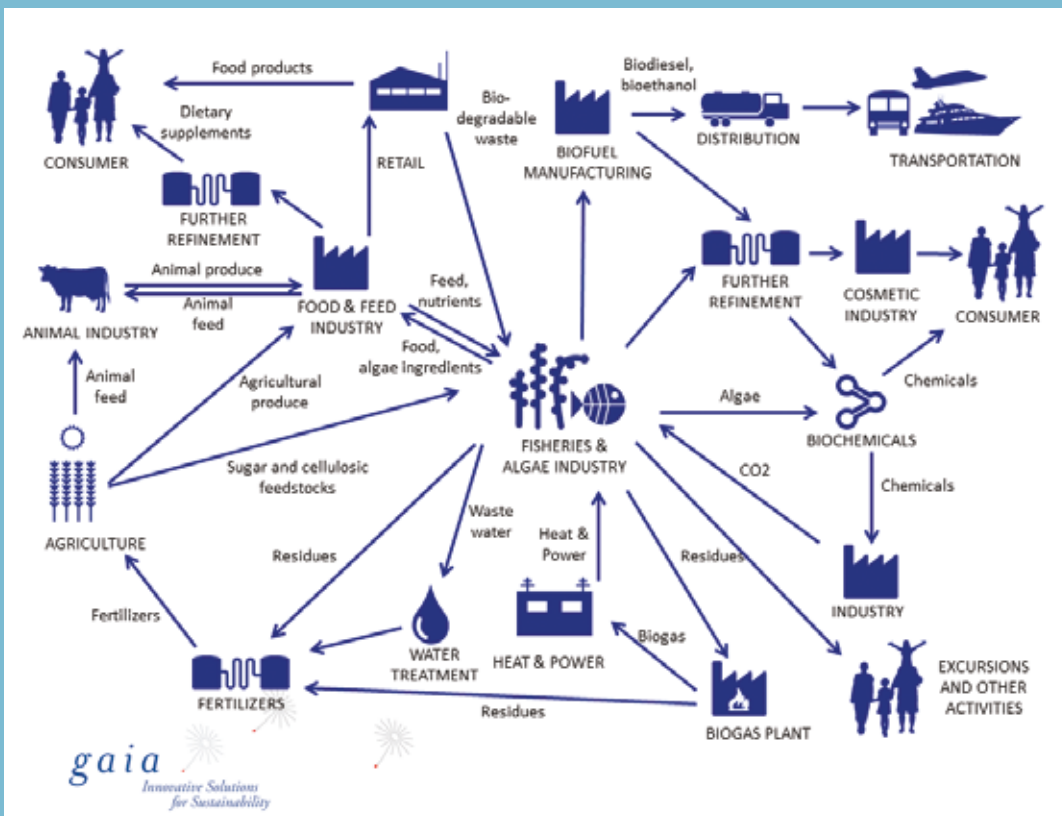 Food products
Dietary
supplements
CONSUMER
RETAIL
Bio-
degradable
waste
Biodiesel,
bioethanol
BIOFUEL
MANUFACTURING
DISTRIBUTION
TRANSPORTATION
FURTHER
REFINEMENT
Animal produce
Animal
feed
ANIMAL INDUSTRY
FOOD & FEED
INDUSTRY
Feed,
nutrients
Food,
algae ingredients
FURTHER
REFINEMENT
COSMETIC
INDUSTRY
CONSUMER
Animal
feed
Agricultural
produce
Algae
Chemicals
BIOCHEMICALS
FISHERIES &
ALGAE INDUSTRY
Sugar and cellulosic
feedstocks
CO2
Chemicals
AGRICULTURE
Waste
water
Residues
Heat &
Power
Residues
INDUSTRY
Fertilizers
WATER
TREATMENT
HEAT & POWER
Biogas
EXCURSIONS
AND OTHER
ACTIVITIES
FERTILIZERS
Residues
BIOGAS PLANT
gaia
Innovative Solutions
for Sustainability